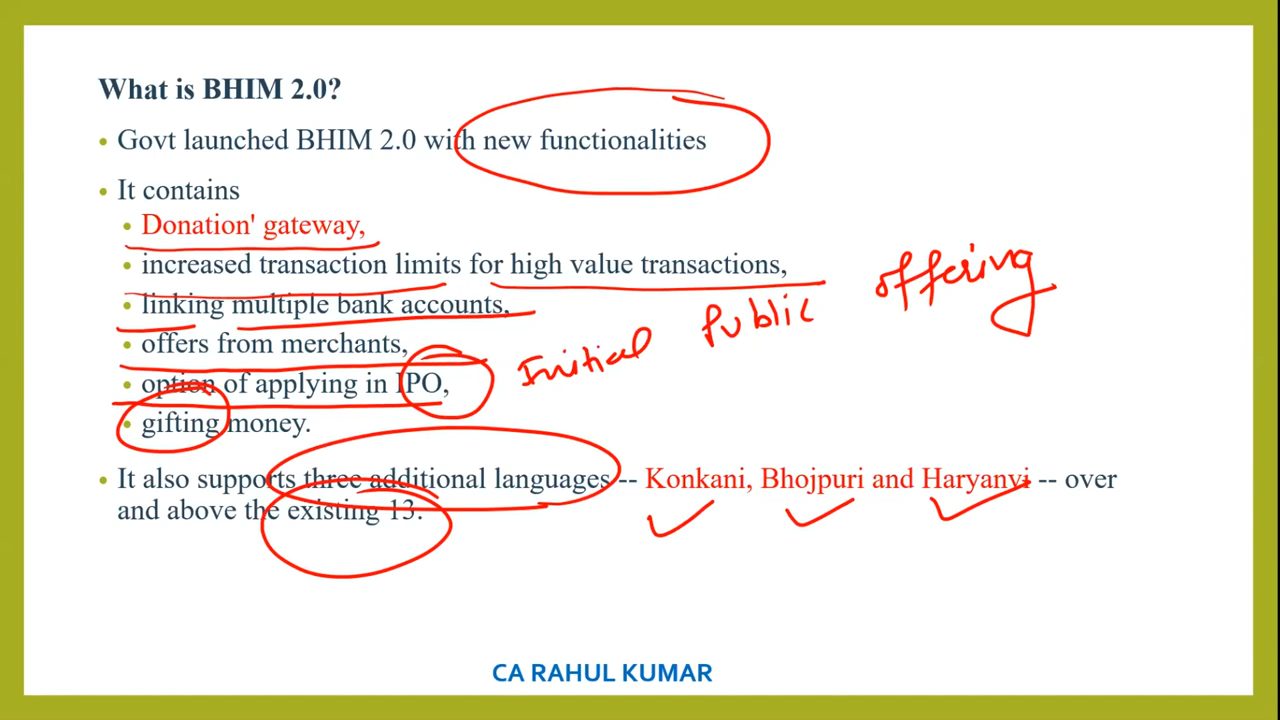 What is BHIM 2.0?
• Govt launched BHIM 2.0 with new functionalities
• It contains
• Donation' gateway,
• increased transaction limits for high value transactions,
• linking multiple bank accounts,
• offers from merchants,
• option of applying in IPO,
Initial Public offering
• gifting money.
• It also supports three additional languages -- Konkani, Bhojpuri and Haryanvi -- over
and above the existing 13.
CA RAHUL KUMAR